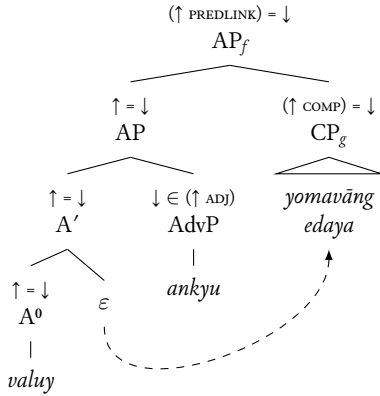 (↑ PREDLINK) = ↓
AP_f
↑ = ↓ (↑ COMP) = ↓
AP CP_g
↑ = ↓ ↓ ∈ (↑ ADJ) yomavāng
A′ AdvP edaya
↑ = ↓ ε ankyu
A⁰
valuy